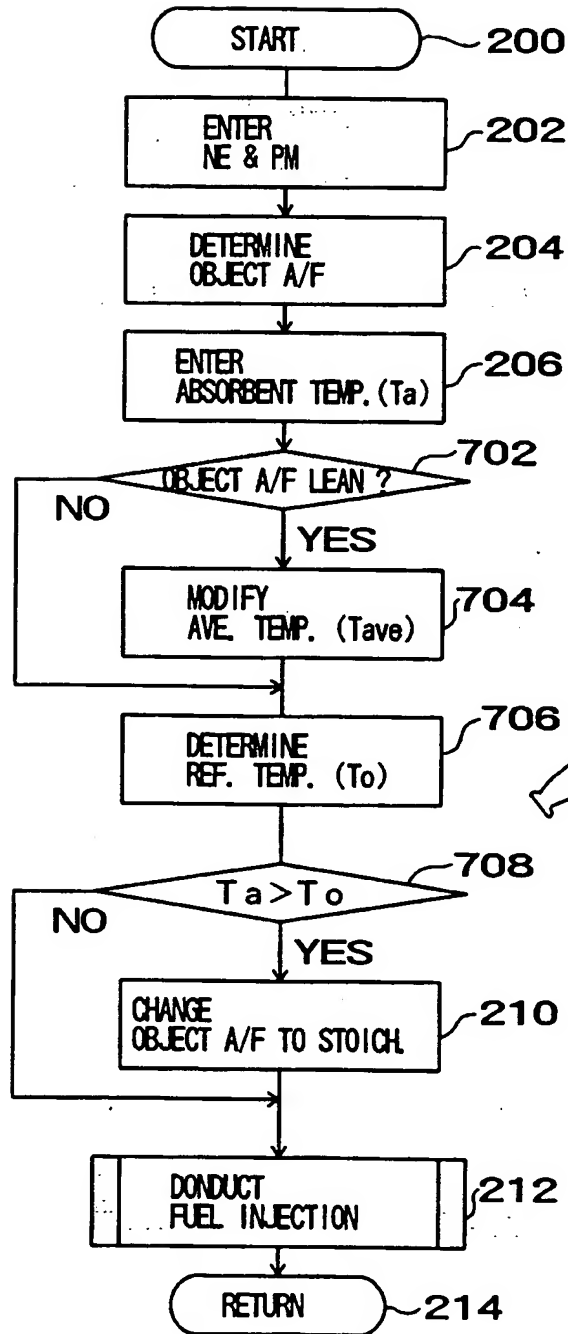 START
200
ENTER
NE & PM
202
DETERMINE
OBJECT A/F
204
ENTER
ABSORBENT TEMP. (Ta)
206
OBJECT A/F LEAN ?
702
NO
YES
MODIFY
AVE. TEMP. (Tave)
704
DETERMINE
REF. TEMP. (To)
706
Ta>To
708
NO
YES
CHANGE
OBJECT A/F TO STOICH.
210
DONDUCT
FUEL INJECTION
212
RETURN
214